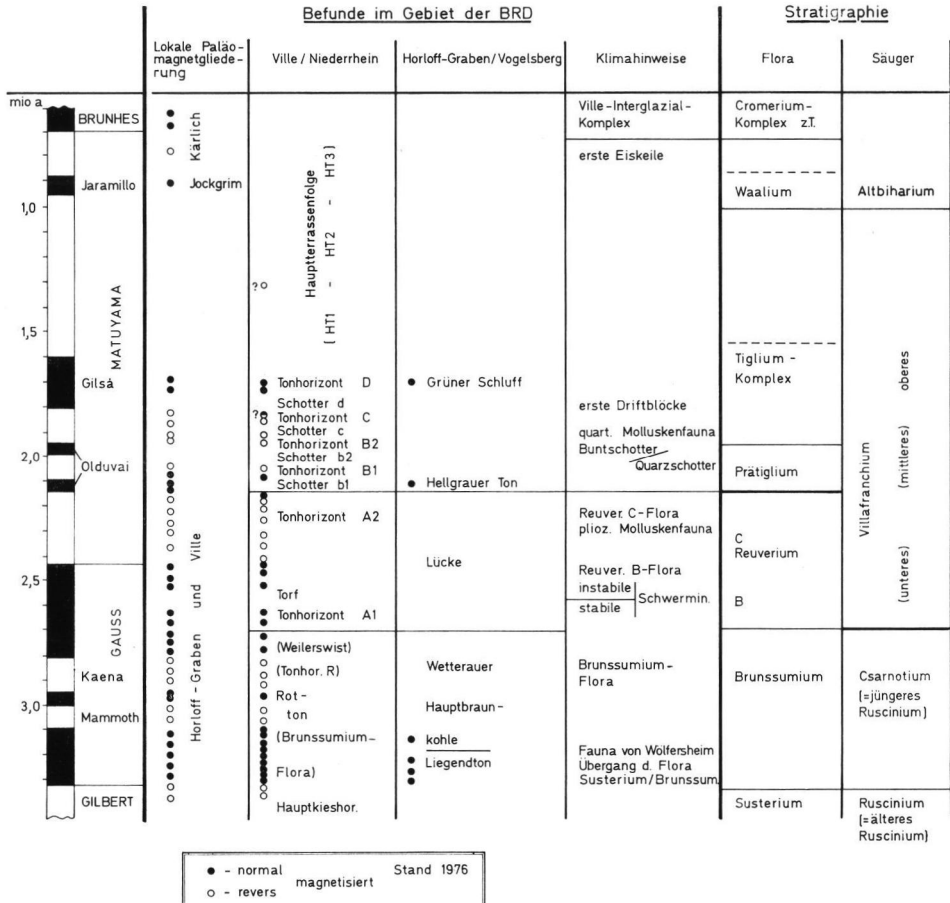 Befunde im Gebiet der BRD
Stratigraphie
Lokale Paläo-
magnetgliede-
rung
Ville / Niederrhein
Horloff-Graben/Vogelsberg
Klimahinweise
Flora
Säuger
mio a
1,0
1,5
2,0
2,5
3,0
BRUNHES
Jaramillo
MATUYAMA
Gilsá
Olduvai
GAUSS
Kaena
Mammoth
GILBERT
Kärlich
Jockgrim
Horloff-Graben und Ville
Hauptterrassenfolge
[HT1 - HT2 - HT3]
?
Tonhorizont D
Schotter d
?
Tonhorizont C
Schotter c
Tonhorizont B2
Schotter b2
Tonhorizont B1
Schotter b1
Tonhorizont A2
Torf
Tonhorizont A1
(Weilerswist)
(Tonhor. R)
Rot-
ton
(Brunssumium-
Flora)
Hauptkieshor.
Grüner Schluff
Hellgrauer Ton
Lücke
Wetterauer
Hauptbraun-
kohle
Liegendton
Ville-Interglazial-
Komplex
erste Eiskeile
erste Driftblöcke
quart. Molluskenfauna
Buntschotter
Quarzschotter
Reuver. C-Flora
plioz. Molluskenfauna
Reuver. B-Flora
instabile
stabile
Schwermin.
Brunssumium-
Flora
Fauna von Wölfersheim
Übergang d. Flora
Susterium/Brunssum.
Cromerium-
Komplex z.T.
Waalium
Tiglium-
Komplex
Prätiglium
C
Reuverium
B
Brunssumium
Susterium
Altbiharium
Villafranchium
(unteres) (mittleres) oberes
Csarnotium
(=jüngeres
Ruscinium)
Ruscinium
(=älteres
Ruscinium)
● - normal
○ - revers
magnetisiert
Stand 1976